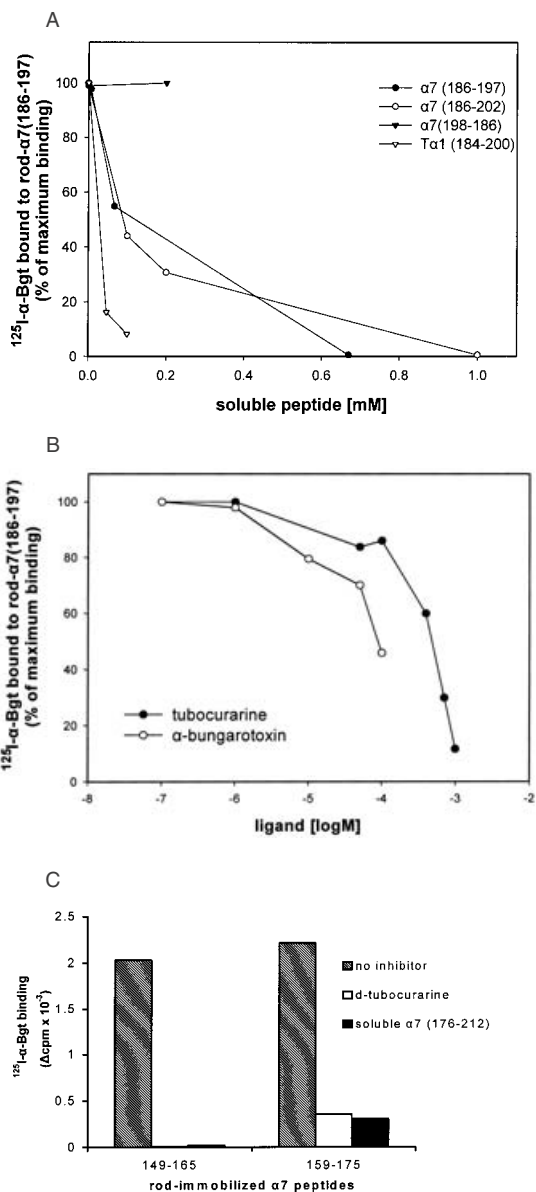 A
¹²⁵I-α-Bgt bound to rod-α7(186-197)
(% of maximum binding)
100
80
60
40
20
0
α7 (186-197)
α7 (186-202)
α7(198-186)
Tα1 (184-200)
0.0
0.2
0.4
0.6
0.8
1.0
soluble peptide [mM]
B
¹²⁵I-α-Bgt bound to rod-α7(186-197)
(% of maximum binding)
100
80
60
40
20
0
tubocurarine
α-bungarotoxin
-8
-7
-6
-5
-4
-3
-2
ligand [logM]
C
¹²⁵I-α-Bgt binding
(Δcpm x 10⁻³)
2.5
2
1.5
1
0.5
0
no inhibitor
d-tubocurarine
soluble α7 (176-212)
149-165
159-175
rod-immobilized α7 peptides